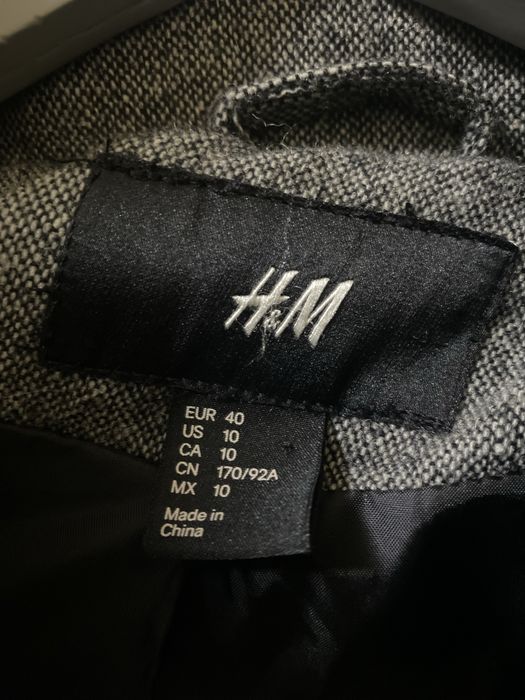 H&M
EUR 40
US 10
CA 10
CN 170/92A
MX 10
Made in
China